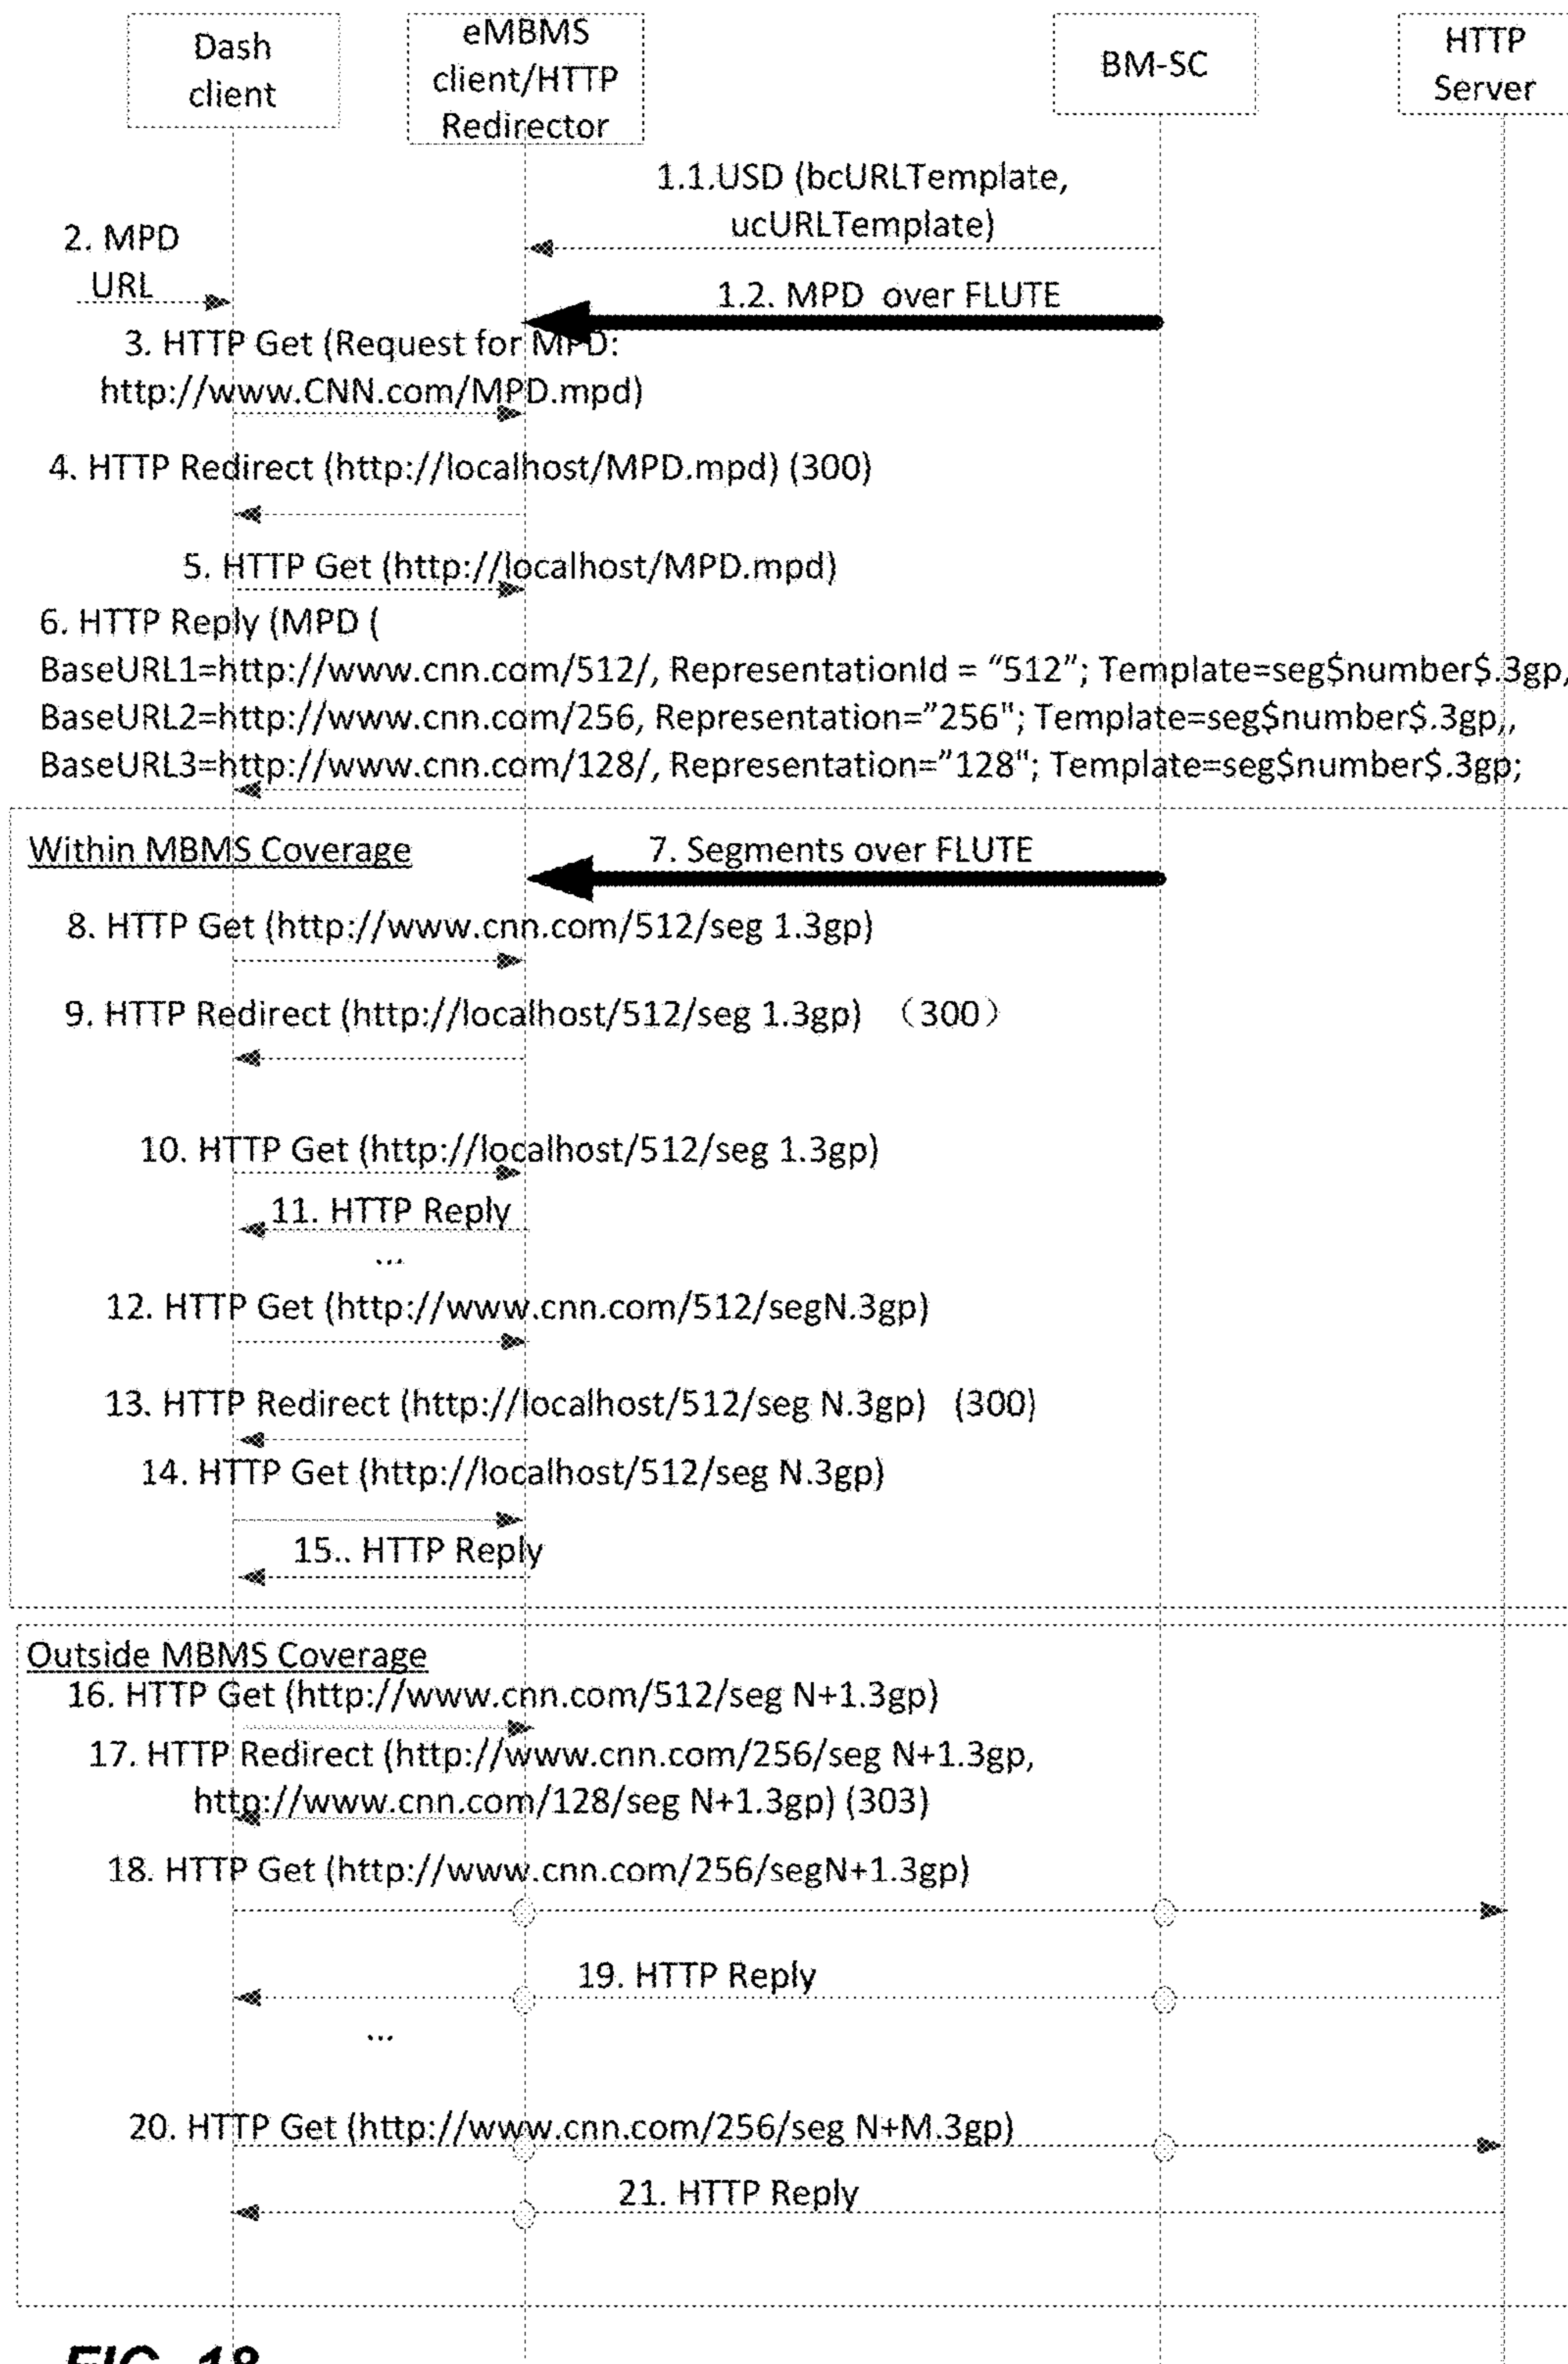 Dash
client
eMBMS
client/HTTP
Redirector
BM-SC
HTTP
Server
1.1.USD (bcURLTemplate,
ucURLTemplate)
2. MPD
URL
1.2. MPD over FLUTE
3. HTTP Get (Request for MPD:
http://www.CNN.com/MPD.mpd)
4. HTTP Redirect (http://localhost/MPD.mpd) (300)
5. HTTP Get (http://localhost/MPD.mpd)
6. HTTP Reply (MPD (
BaseURL1=http://www.cnn.com/512/, RepresentationId = “512”; Template=seg$number$.3gp,
BaseURL2=http://www.cnn.com/256, Representation=”256"; Template=seg$number$.3gp,,
BaseURL3=http://www.cnn.com/128/, Representation=”128"; Template=seg$number$.3gp;
Within MBMS Coverage
7. Segments over FLUTE
8. HTTP Get (http://www.cnn.com/512/seg 1.3gp)
9. HTTP Redirect (http://localhost/512/seg 1.3gp) （300）
10. HTTP Get (http://localhost/512/seg 1.3gp)
11. HTTP Reply
...
12. HTTP Get (http://www.cnn.com/512/segN.3gp)
13. HTTP Redirect (http://localhost/512/seg N.3gp) (300)
14. HTTP Get (http://localhost/512/seg N.3gp)
15.. HTTP Reply
Outside MBMS Coverage
16. HTTP Get (http://www.cnn.com/512/seg N+1.3gp)
17. HTTP Redirect (http://www.cnn.com/256/seg N+1.3gp,
http://www.cnn.com/128/seg N+1.3gp) (303)
18. HTTP Get (http://www.cnn.com/256/segN+1.3gp)
19. HTTP Reply
...
20. HTTP Get (http://www.cnn.com/256/seg N+M.3gp)
21. HTTP Reply
FIG. 18